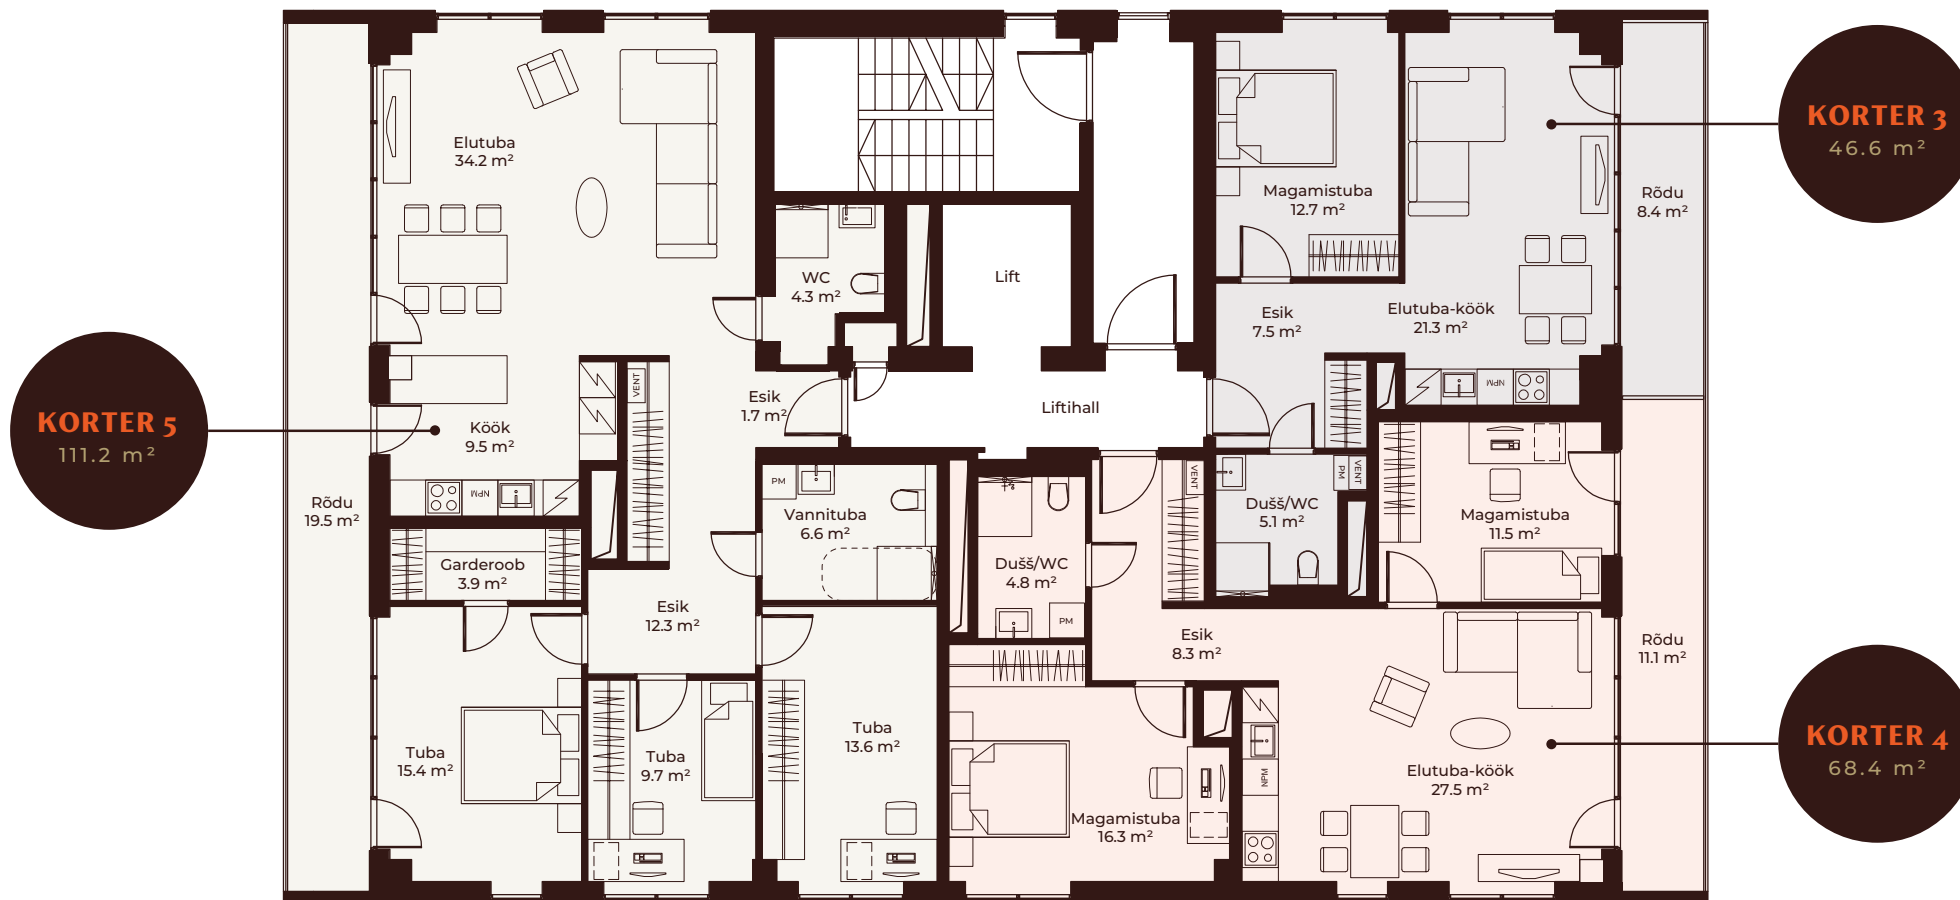 KORTER 5
111.2 m²
Rõdu
19.5 m²
Elutuba
34.2 m²
Köök
9.5 m²
NPM
VENT
Garderoob
3.9 m²
Esik
1.7 m²
Esik
12.3 m²
WC
4.3 m²
PM
Vannituba
6.6 m²
Tuba
15.4 m²
Tuba
9.7 m²
Tuba
13.6 m²
Lift
Liftihall
KORTER 3
46.6 m²
Rõdu
8.4 m²
Magamistuba
12.7 m²
Esik
7.5 m²
Elutuba-köök
21.3 m²
NPM
Dušš/WC
5.1 m²
PM
VENT
KORTER 4
68.4 m²
Rõdu
11.1 m²
Magamistuba
11.5 m²
VENT
Dušš/WC
4.8 m²
PM
Esik
8.3 m²
Magamistuba
16.3 m²
NPM
Elutuba-köök
27.5 m²